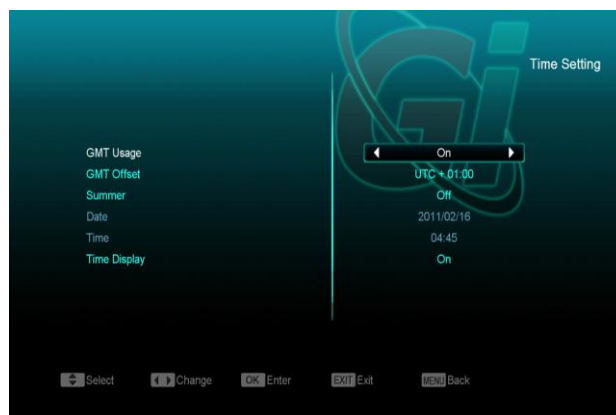 Gi
Time Setting
GMT Usage On
GMT Offset UTC + 01:00
Summer Off
Date 2011/02/16
Time 04:45
Time Display On
Select Change OK Enter EXIT Exit MENU Back